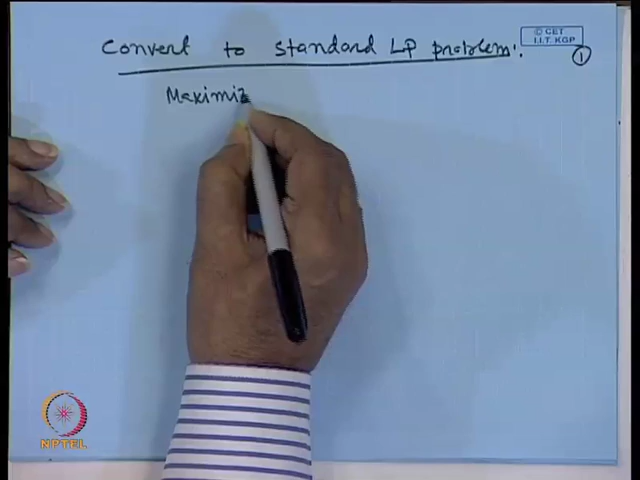 © CET
I.I.T. KGP
Convert to standard LP problem:
1
Maximiz
NPTEL